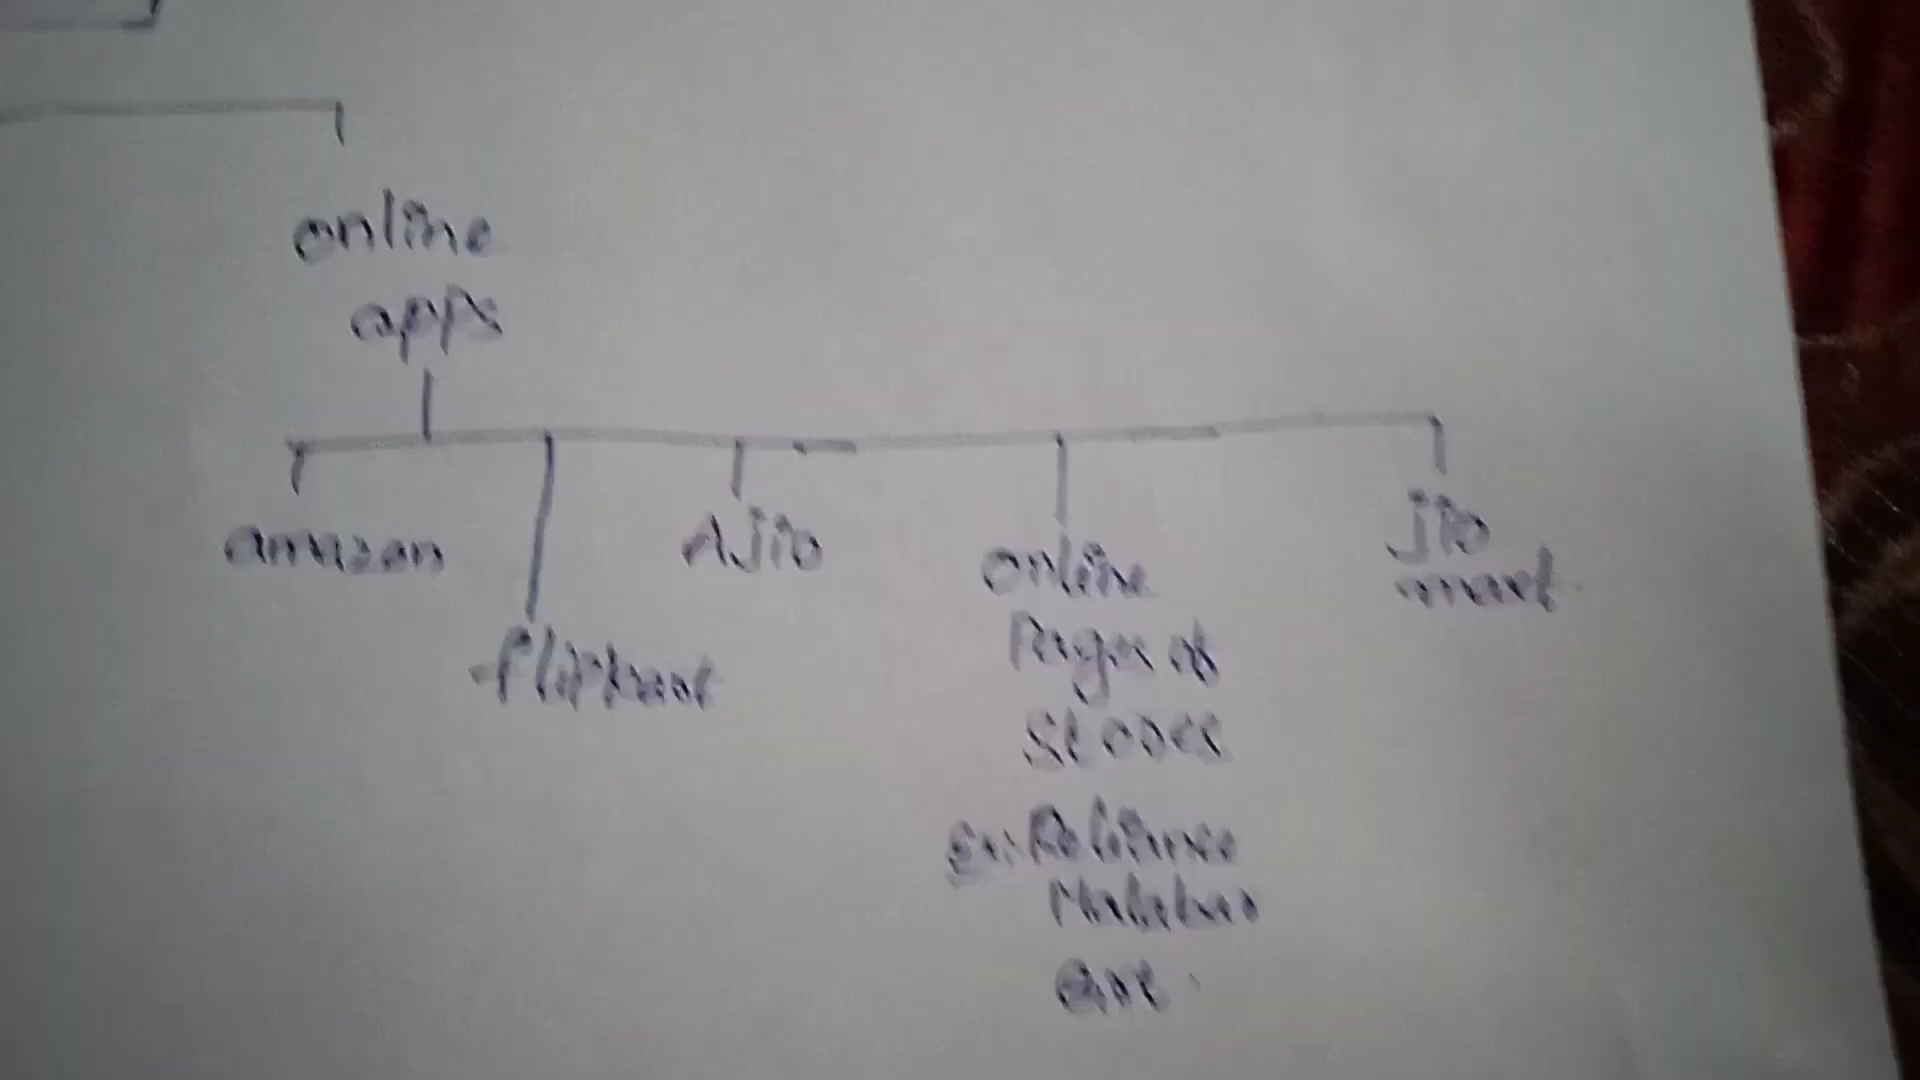 online
apps
amazon
flipkart
AJio
online
Pages of
Stores
Ex: Reliance
Malabar
Jio
mart